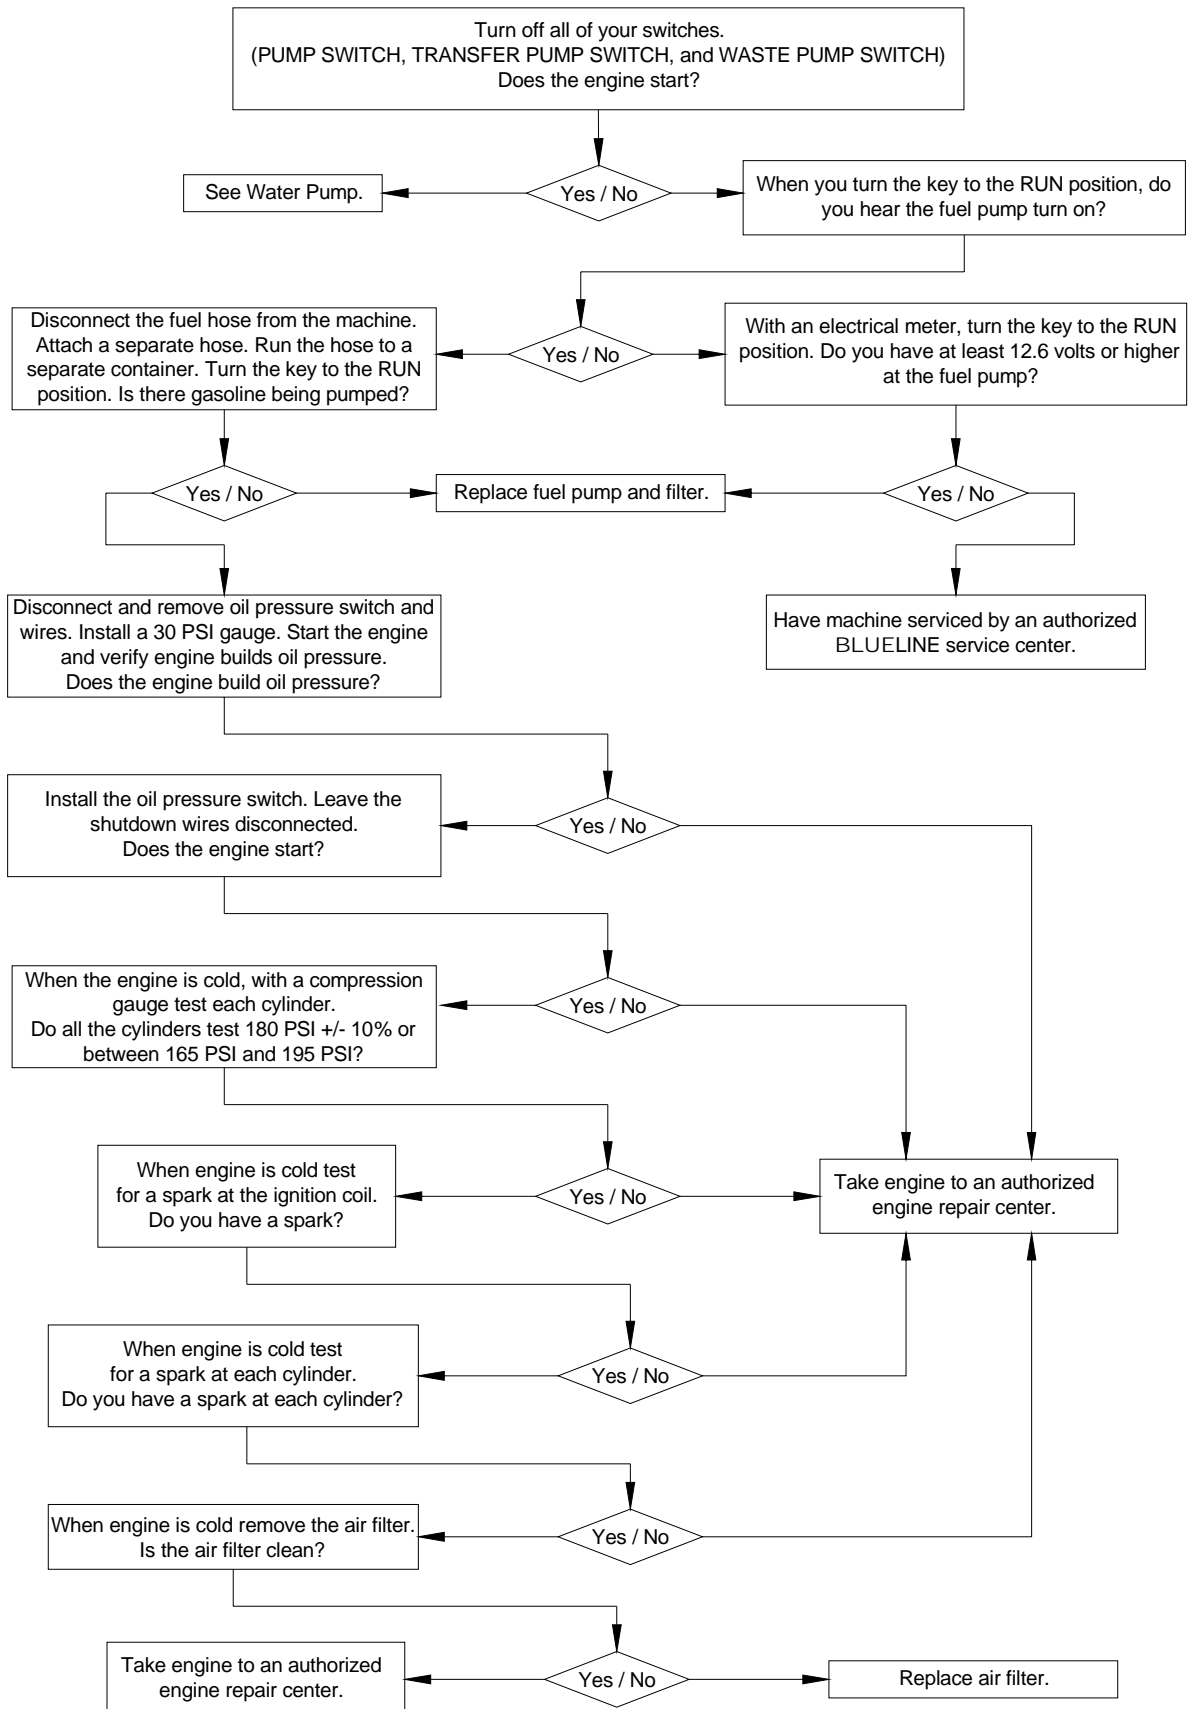 Turn off all of your switches.
(PUMP SWITCH, TRANSFER PUMP SWITCH, and WASTE PUMP SWITCH)
Does the engine start?
See Water Pump.
Yes / No
When you turn the key to the RUN position, do
you hear the fuel pump turn on?
Disconnect the fuel hose from the machine.
Attach a separate hose. Run the hose to a
separate container. Turn the key to the RUN
position. Is there gasoline being pumped?
Yes / No
With an electrical meter, turn the key to the RUN
position. Do you have at least 12.6 volts or higher
at the fuel pump?
Yes / No
Replace fuel pump and filter.
Yes / No
Disconnect and remove oil pressure switch and
wires. Install a 30 PSI gauge. Start the engine
and verify engine builds oil pressure.
Does the engine build oil pressure?
Have machine serviced by an authorized
BLUELINE service center.
Install the oil pressure switch. Leave the
shutdown wires disconnected.
Does the engine start?
Yes / No
When the engine is cold, with a compression
gauge test each cylinder.
Do all the cylinders test 180 PSI +/- 10% or
between 165 PSI and 195 PSI?
Yes / No
When engine is cold test
for a spark at the ignition coil.
Do you have a spark?
Yes / No
Take engine to an authorized
engine repair center.
When engine is cold test
for a spark at each cylinder.
Do you have a spark at each cylinder?
Yes / No
When engine is cold remove the air filter.
Is the air filter clean?
Yes / No
Take engine to an authorized
engine repair center.
Yes / No
Replace air filter.